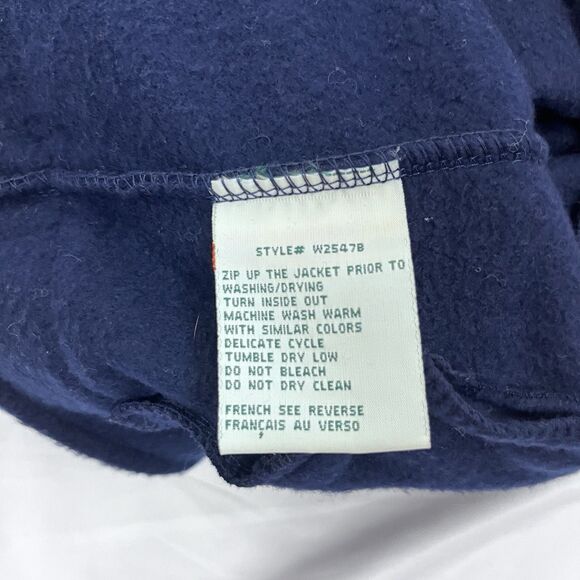 STYLE# W2547B
ZIP UP THE JACKET PRIOR TO
WASHING/DRYING
TURN INSIDE OUT
MACHINE WASH WARM
WITH SIMILAR COLORS
DELICATE CYCLE
TUMBLE DRY LOW
DO NOT BLEACH
DO NOT DRY CLEAN
FRENCH SEE REVERSE
FRANÇAIS AU VERSO